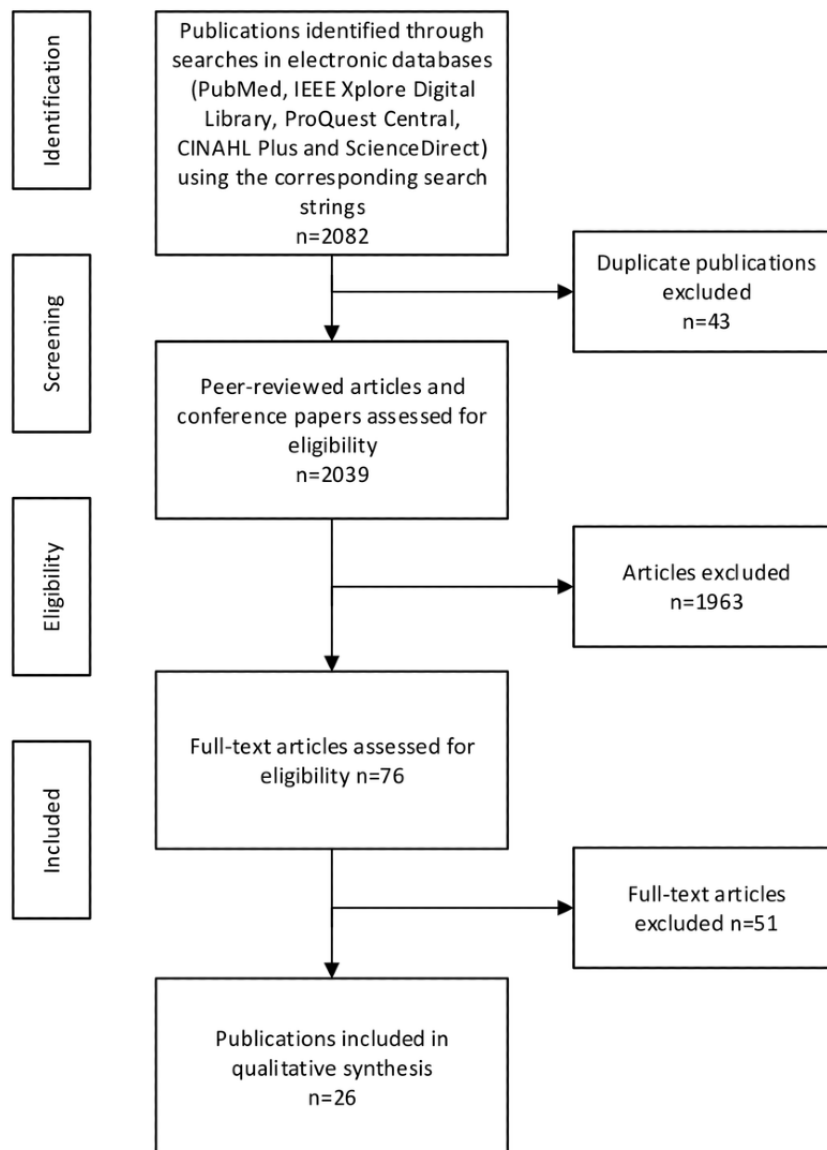 Identification
Publications identified through
searches in electronic databases
(PubMed, IEEE Xplore Digital
Library, ProQuest Central,
CINAHL Plus and ScienceDirect)
using the corresponding search
strings
n=2082
Duplicate publications
excluded
n=43
Screening
Peer-reviewed articles and
conference papers assessed for
eligibility
n=2039
Eligibility
Articles excluded
n=1963
Full-text articles assessed for
eligibility n=76
Included
Full-text articles
excluded n=51
Publications included in
qualitative synthesis
n=26